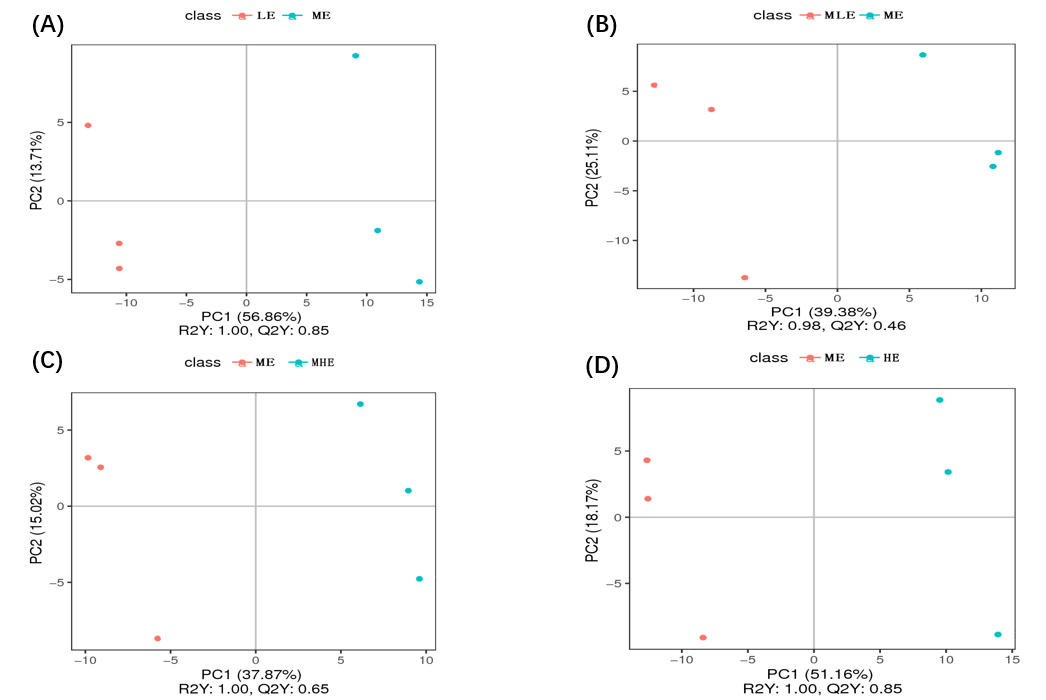 (A)
class LE ME
5
0
−5
PC2 (13.71%)
−10 −5 0 5 10 15
PC1 (56.86%)
R2Y: 1.00, Q2Y: 0.85
(B)
class MLE ME
5
0
−5
−10
PC2 (25.11%)
−10 −5 0 5 10
PC1 (39.38%)
R2Y: 0.98, Q2Y: 0.46
(C)
class ME MHE
5
0
−5
PC2 (15.02%)
−10 −5 0 5 10
PC1 (37.87%)
R2Y: 1.00, Q2Y: 0.65
(D)
class ME HE
5
0
−5
PC2 (18.17%)
−10 −5 0 5 10 15
PC1 (51.16%)
R2Y: 1.00, Q2Y: 0.85